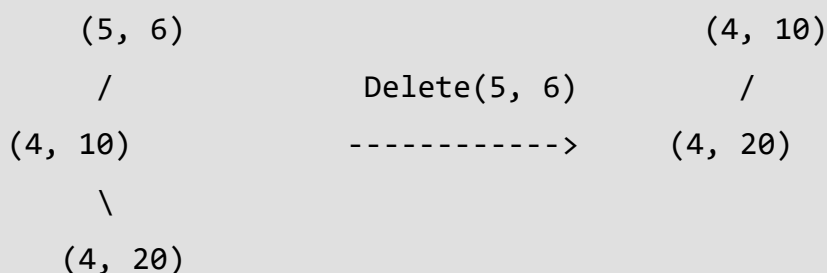 (5, 6)                          (4, 10)
/            Delete(5, 6)        /
(4, 10)      ------------>   (4, 20)
\
(4, 20)